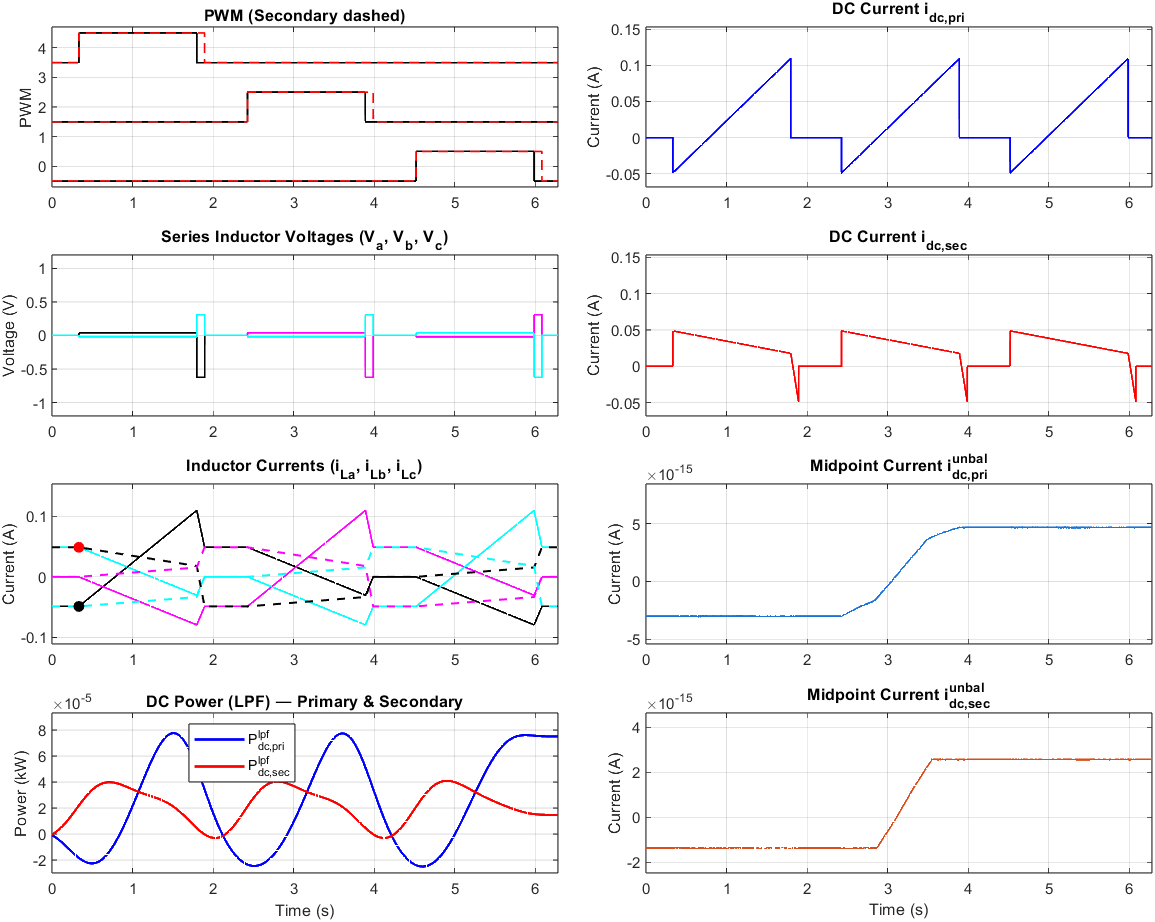 PWM (Secondary dashed)
4
3
2
1
0
PWM
0 1 2 3 4 5 6
DC Current i_dc,pri
0.15
0.1
0.05
0
-0.05
Current (A)
0 1 2 3 4 5 6
Series Inductor Voltages (V_a, V_b, V_c)
1
0.5
0
-0.5
-1
Voltage (V)
0 1 2 3 4 5 6
DC Current i_dc,sec
0.15
0.1
0.05
0
-0.05
Current (A)
0 1 2 3 4 5 6
Inductor Currents (i_La, i_Lb, i_Lc)
0.1
0
-0.1
Current (A)
0 1 2 3 4 5 6
Midpoint Current i_dc,pri^unbal
×10^-15
5
0
-5
Current (A)
0 1 2 3 4 5 6
DC Power (LPF) — Primary & Secondary
×10^-5
8
6
4
2
0
-2
Power (kW)
P_dc,pri^lpf
P_dc,sec^lpf
0 1 2 3 4 5 6
Time (s)
Midpoint Current i_dc,sec^unbal
×10^-15
4
2
0
-2
Current (A)
0 1 2 3 4 5 6
Time (s)